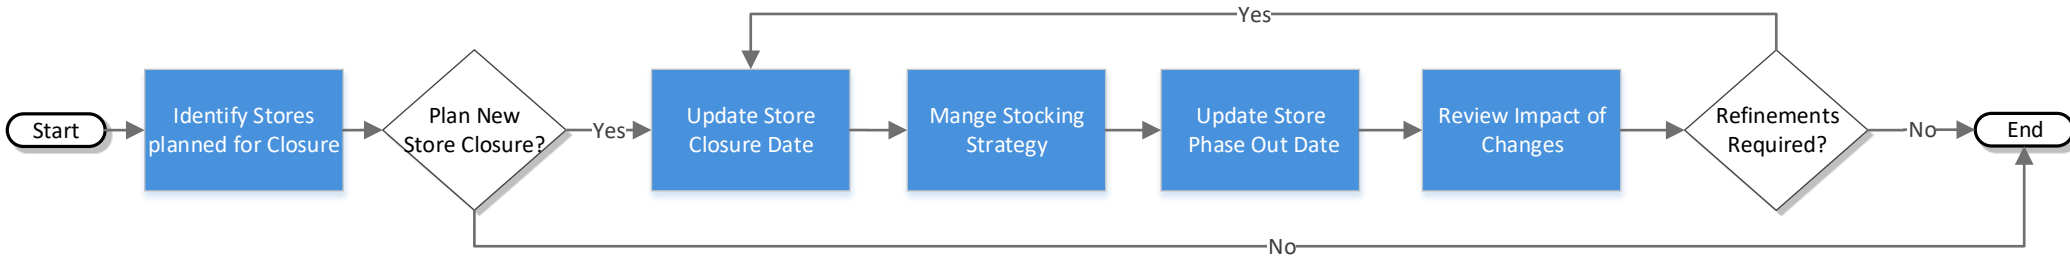 Yes
Start
Identify Stores
planned for Closure
Plan New
Store Closure?
Yes
Update Store
Closure Date
Mange Stocking
Strategy
Update Store
Phase Out Date
Review Impact of
Changes
Refinements
Required?
No
End
No